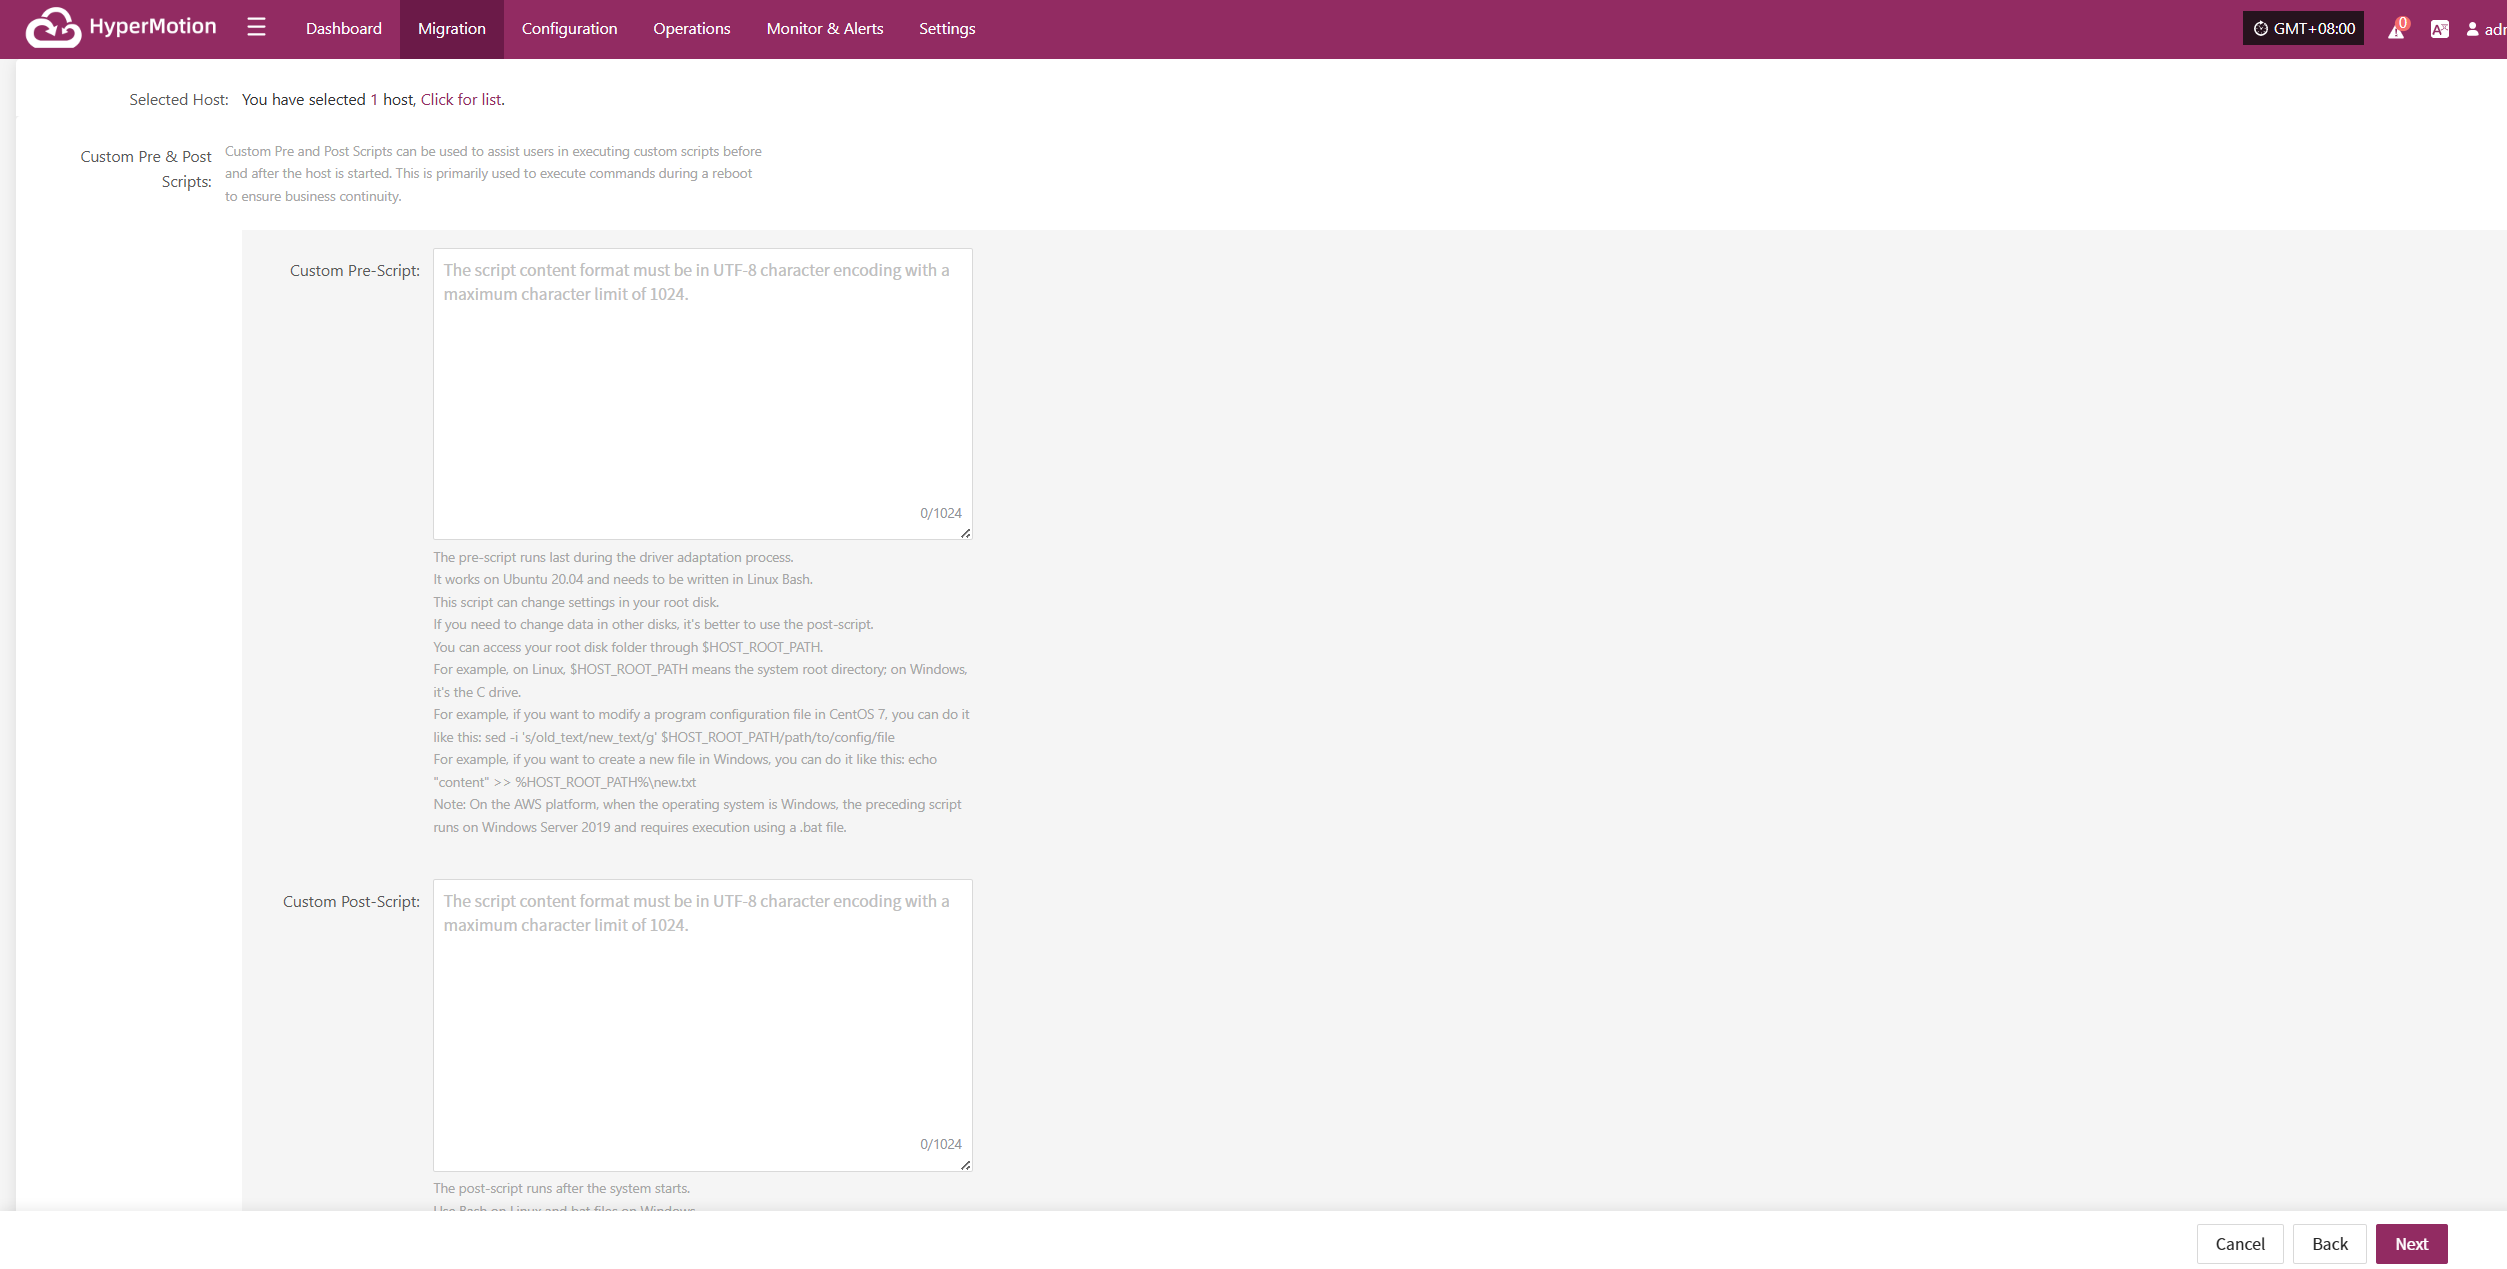 HyperMotion
Dashboard
Migration
Configuration
Operations
Monitor & Alerts
Settings
GMT+08:00
0
Selected Host: You have selected 1 host, Click for list.
Custom Pre & Post
Scripts:
Custom Pre and Post Scripts can be used to assist users in executing custom scripts before
and after the host is started. This is primarily used to execute commands during a reboot
to ensure business continuity.
Custom Pre-Script:
The script content format must be in UTF-8 character encoding with a
maximum character limit of 1024.
0/1024
The pre-script runs last during the driver adaptation process.
It works on Ubuntu 20.04 and needs to be written in Linux Bash.
This script can change settings in your root disk.
If you need to change data in other disks, it's better to use the post-script.
You can access your root disk folder through $HOST_ROOT_PATH.
For example, on Linux, $HOST_ROOT_PATH means the system root directory; on Windows,
it's the C drive.
For example, if you want to modify a program configuration file in CentOS 7, you can do it
like this: sed -i 's/old_text/new_text/g' $HOST_ROOT_PATH/path/to/config/file
For example, if you want to create a new file in Windows, you can do it like this: echo
"content" >> %HOST_ROOT_PATH%\new.txt
Note: On the AWS platform, when the operating system is Windows, the preceding script
runs on Windows Server 2019 and requires execution using a .bat file.
Custom Post-Script:
The script content format must be in UTF-8 character encoding with a
maximum character limit of 1024.
0/1024
The post-script runs after the system starts.
Use Bash on Linux and bat files on Windows.
Cancel
Back
Next